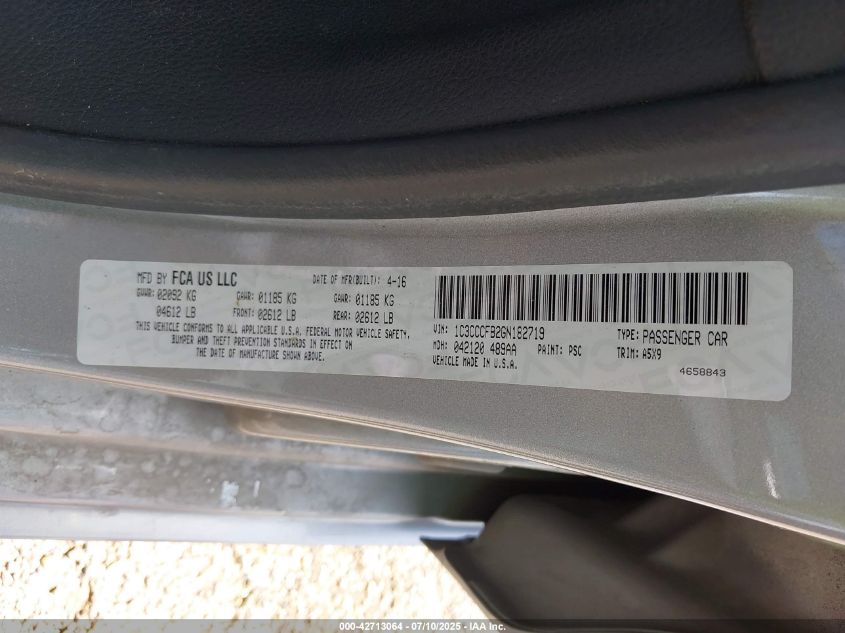 MFD BY FCA US LLC DATE OF MFR(BUILT): 4-16
GVWR: 02092 KG GAWR: 01185 KG GAWR: 01185 KG
04612 LB FRONT: 02612 LB REAR: 02612 LB
THIS VEHICLE CONFORMS TO ALL APPLICABLE U.S.A. FEDERAL MOTOR VEHICLE SAFETY,
BUMPER AND THEFT PREVENTION STANDARDS IN EFFECT ON
THE DATE OF MANUFACTURE SHOWN ABOVE.
VIN: 1C3CCCFB2GN182719 TYPE: PASSENGER CAR
MDH: 042120 489AA PAINT: PSC TRIM: A5X9
VEHICLE MADE IN U.S.A.
4658843
000-42713064 - 07/10/2025 - IAA Inc.